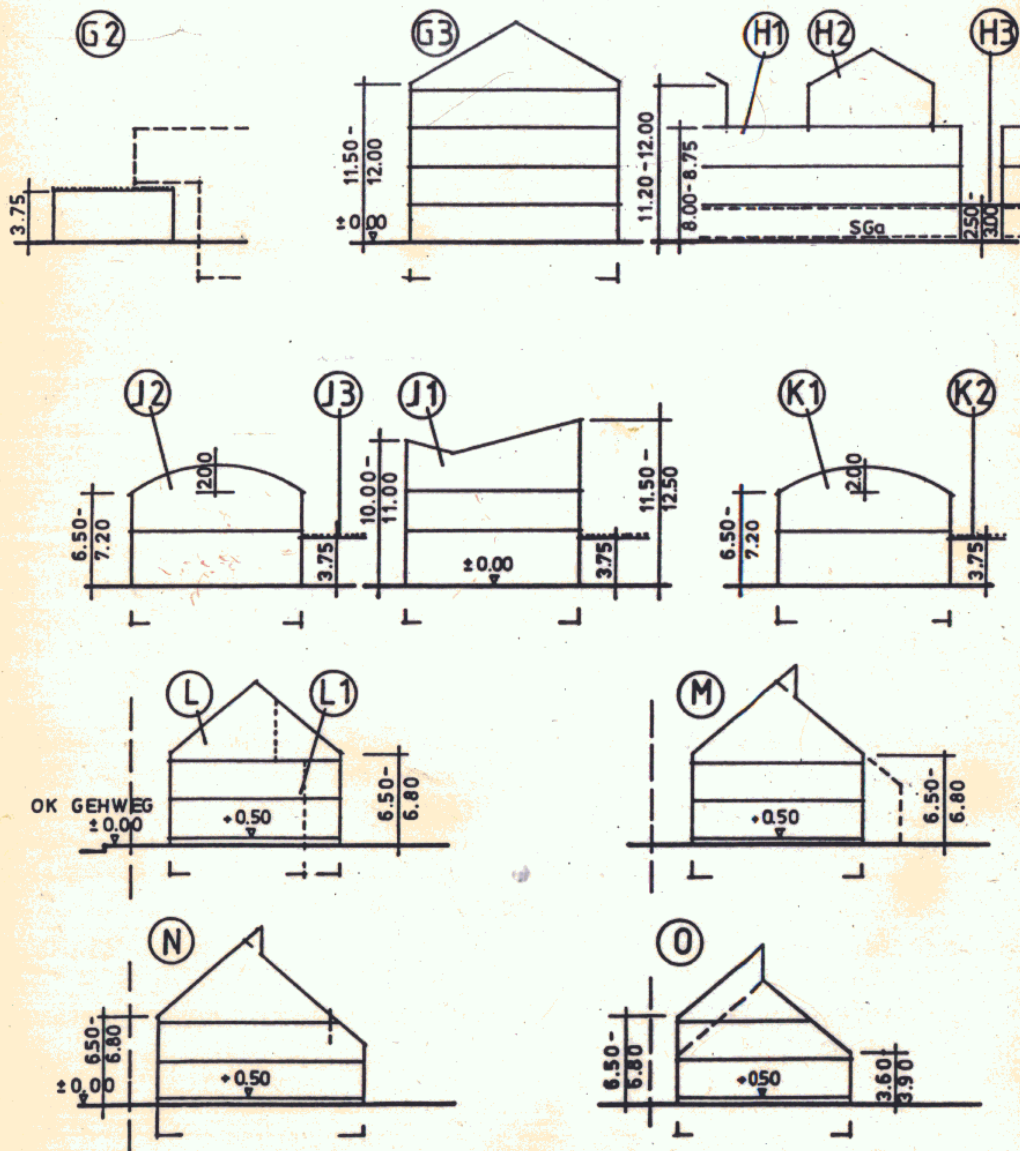 G2
G3
H1
H2
H3
3.75
11.50-
12.00
±0.00
11.20-12.00
8.00-8.75
SGa
2.50-
3.00
J2
J3
J1
K1
K2
2.00
6.50-
7.20
3.75
10.00-
11.00
±0.00
3.75
11.50-
12.50
2.00
6.50-
7.20
3.75
L
L1
M
OK GEHWEG
±0.00
+0.50
6.50-
6.80
+0.50
6.50-
6.80
N
O
6.50-
6.80
±0.00
+0.50
6.50-
6.80
+0.50
3.60
3.90